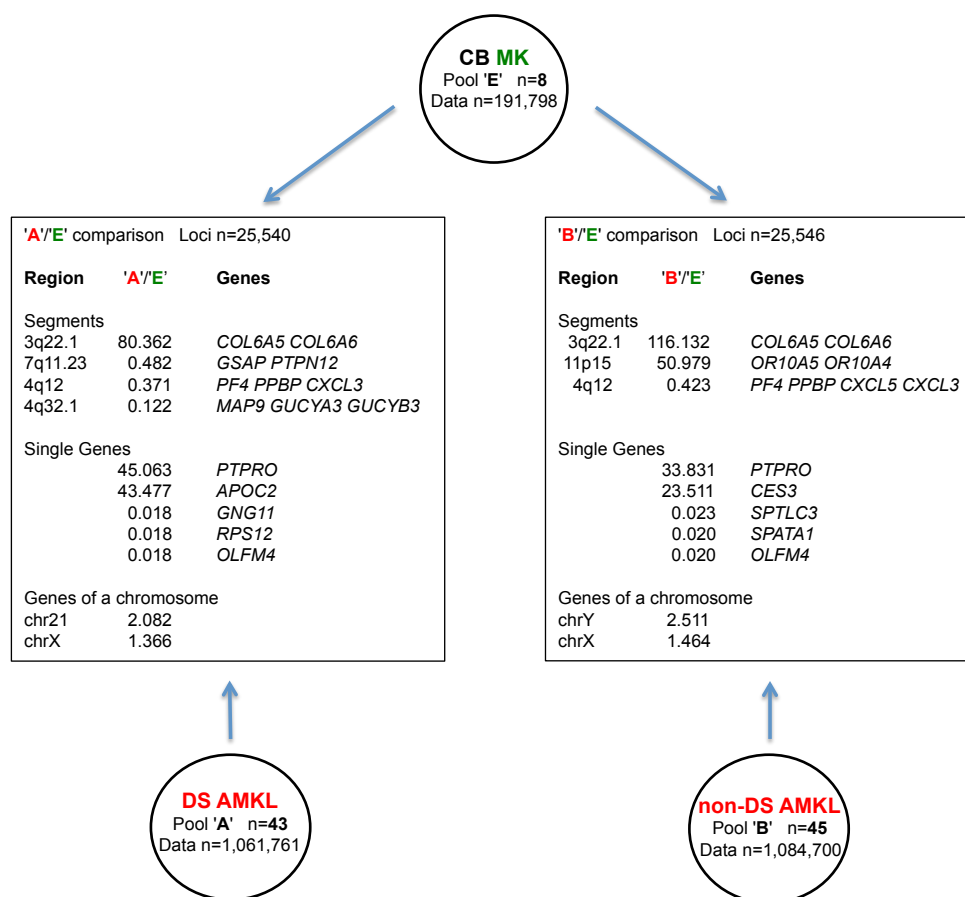 CB MK
Pool 'E' n=8
Data n=191,798
'A'/'E' comparison Loci n=25,540
Region 'A'/'E' Genes
Segments
3q22.1 80.362 COL6A5 COL6A6
7q11.23 0.482 GSAP PTPN12
4q12 0.371 PF4 PPBP CXCL3
4q32.1 0.122 MAP9 GUCYA3 GUCYB3
Single Genes
45.063 PTPRO
43.477 APOC2
0.018 GNG11
0.018 RPS12
0.018 OLFM4
Genes of a chromosome
chr21 2.082
chrX 1.366
'B'/'E' comparison Loci n=25,546
Region 'B'/'E' Genes
Segments
3q22.1 116.132 COL6A5 COL6A6
11p15 50.979 OR10A5 OR10A4
4q12 0.423 PF4 PPBP CXCL5 CXCL3
Single Genes
33.831 PTPRO
23.511 CES3
0.023 SPTLC3
0.020 SPATA1
0.020 OLFM4
Genes of a chromosome
chrY 2.511
chrX 1.464
DS AMKL
Pool 'A' n=43
Data n=1,061,761
non-DS AMKL
Pool 'B' n=45
Data n=1,084,700